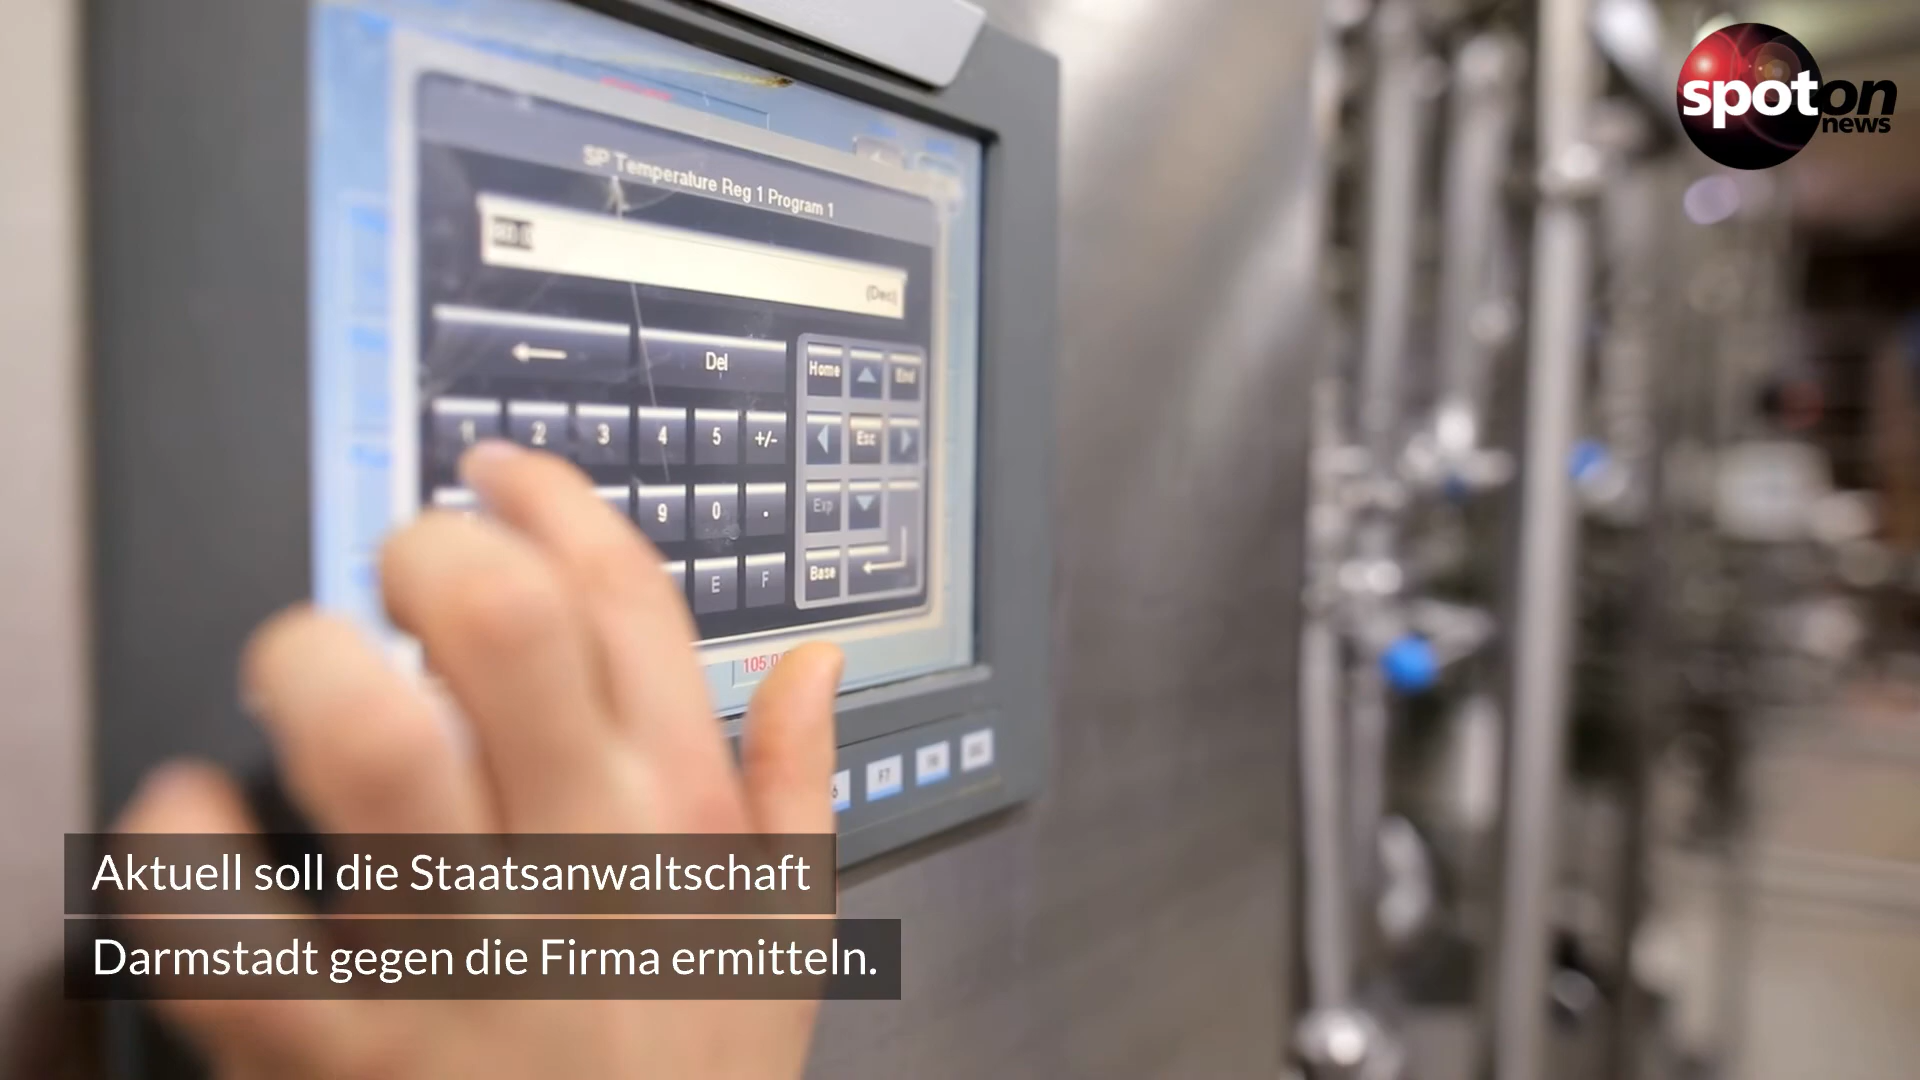 spoton
news
SP Temperature Reg 1 Program 1
(Dec)
Del
Home
End
1 2 3 4 5 +/-
Esc
9 0 .
Exp
E F
Base
105.0
F7
Aktuell soll die Staatsanwaltschaft
Darmstadt gegen die Firma ermitteln.